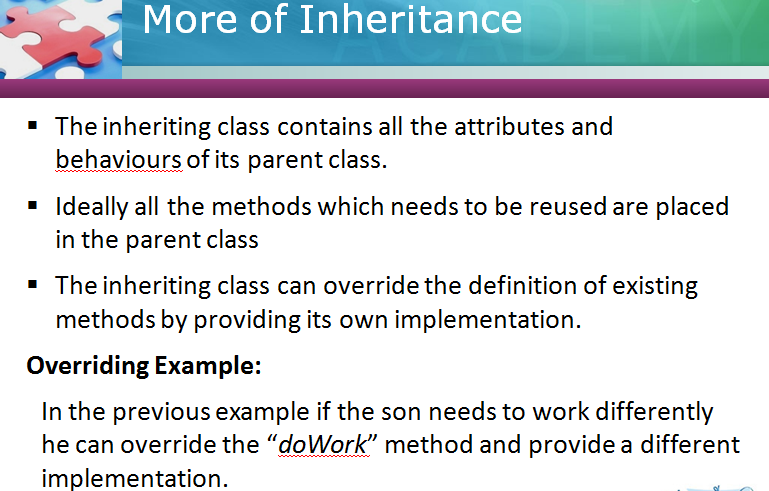 More of Inheritance
ACADEMY
▪ The inheriting class contains all the attributes and
behaviours of its parent class.
▪ Ideally all the methods which needs to be reused are placed
in the parent class
▪ The inheriting class can override the definition of existing
methods by providing its own implementation.
Overriding Example:
In the previous example if the son needs to work differently
he can override the “doWork” method and provide a different
implementation.